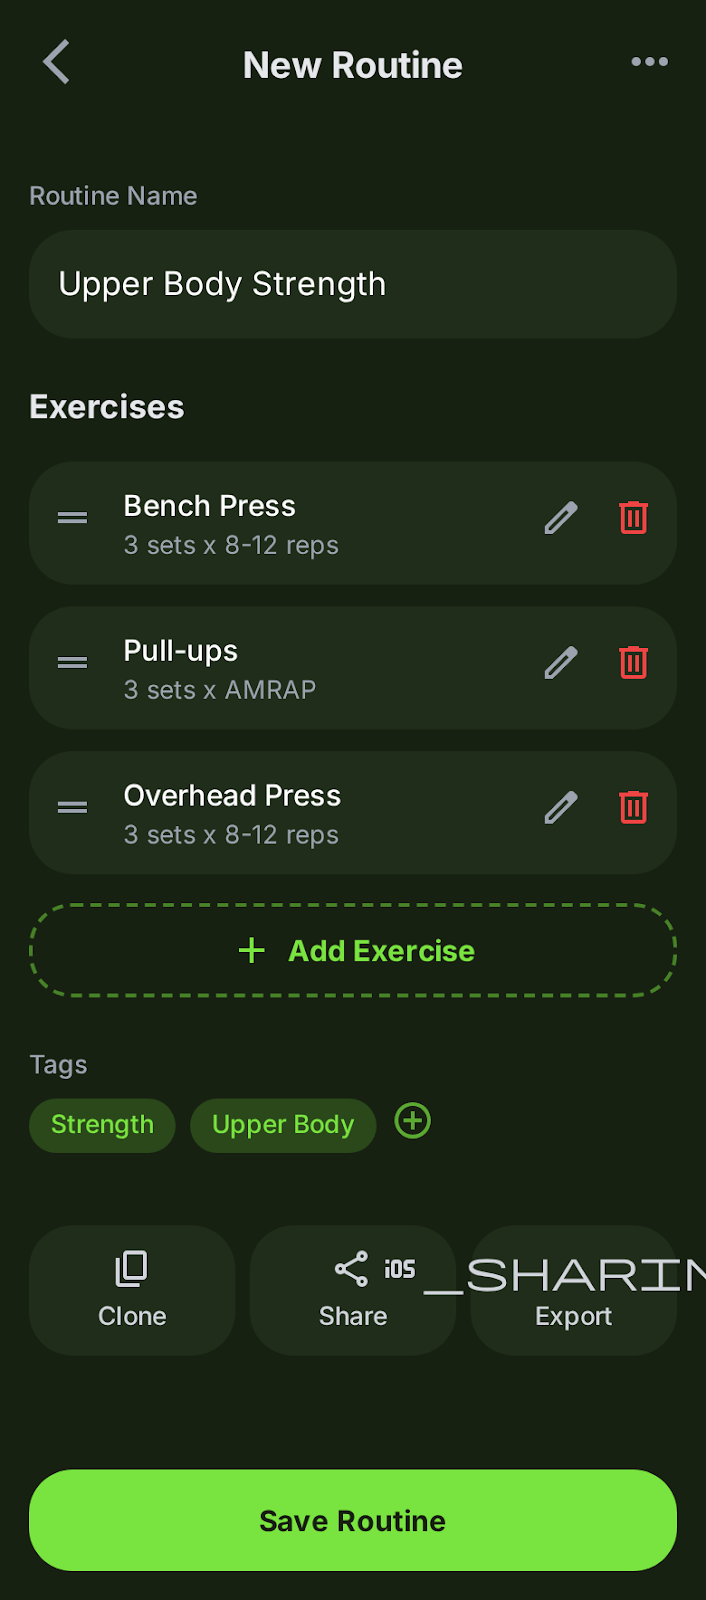 New Routine
Routine Name
Upper Body Strength
Exercises
Bench Press
3 sets x 8-12 reps
Pull-ups
3 sets x AMRAP
Overhead Press
3 sets x 8-12 reps
Add Exercise
Tags
Strength
Upper Body
iOS_SHARIN
Clone
Share
Export
Save Routine